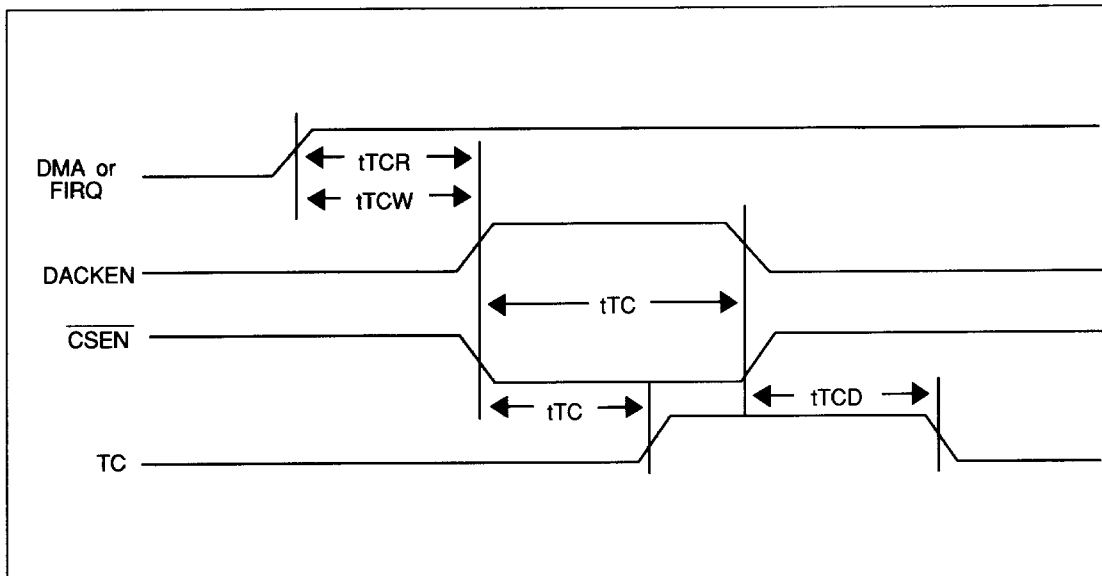 DMA or
FIRQ
tTCR
tTCW
DACKEN
tTC
CSEN
tTC
tTCD
TC